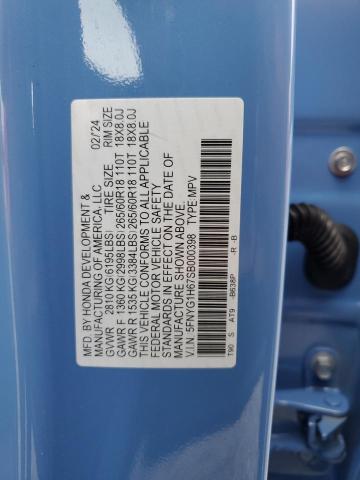 MFD. BY HONDA DEVELOPMENT &
MANUFACTURING OF AMERICA, LLC 02/24
GVWR 2810 KG(6195LBS) TIRE SIZE RIM SIZE
GAWR F 1360 KG(2998LBS) 265/60R18 110T 18X8.0J
GAWR R 1535 KG(3384LBS) 265/60R18 110T 18X8.0J
THIS VEHICLE CONFORMS TO ALL APPLICABLE
FEDERAL MOTOR VEHICLE SAFETY
STANDARDS IN EFFECT ON THE DATE OF
MANUFACTURE SHOWN ABOVE.
V.I.N. 5FNYG1H67SB000398 TYPE MPV
T90 S AT9 -B638P -R -B